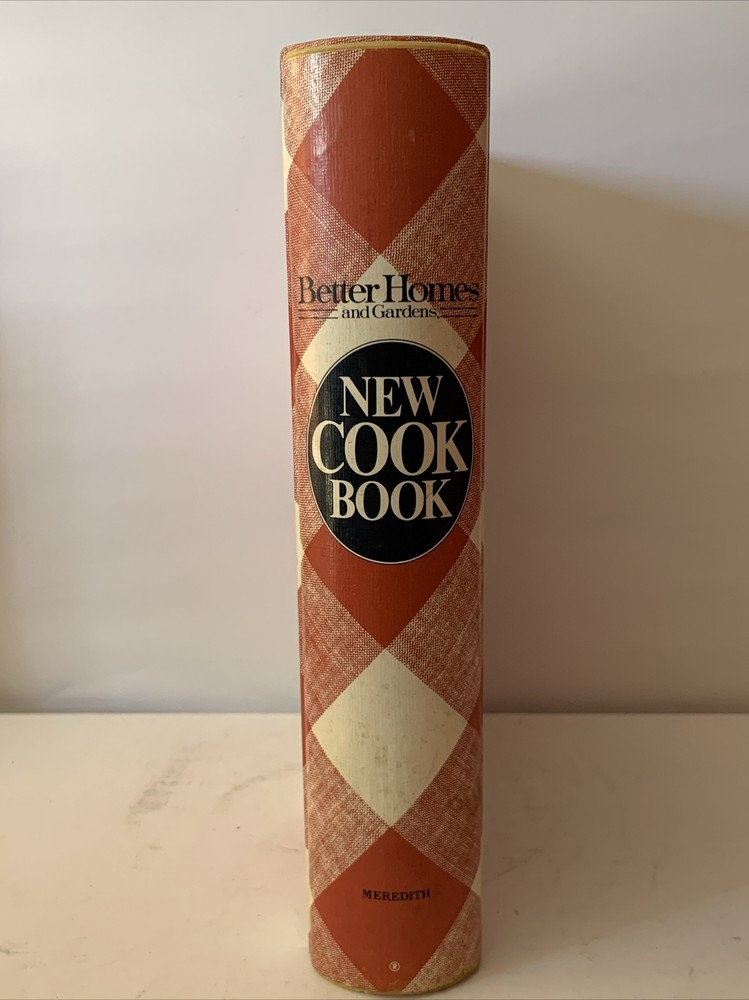 Better Homes
and Gardens®
NEW
COOK
BOOK
MEREDITH